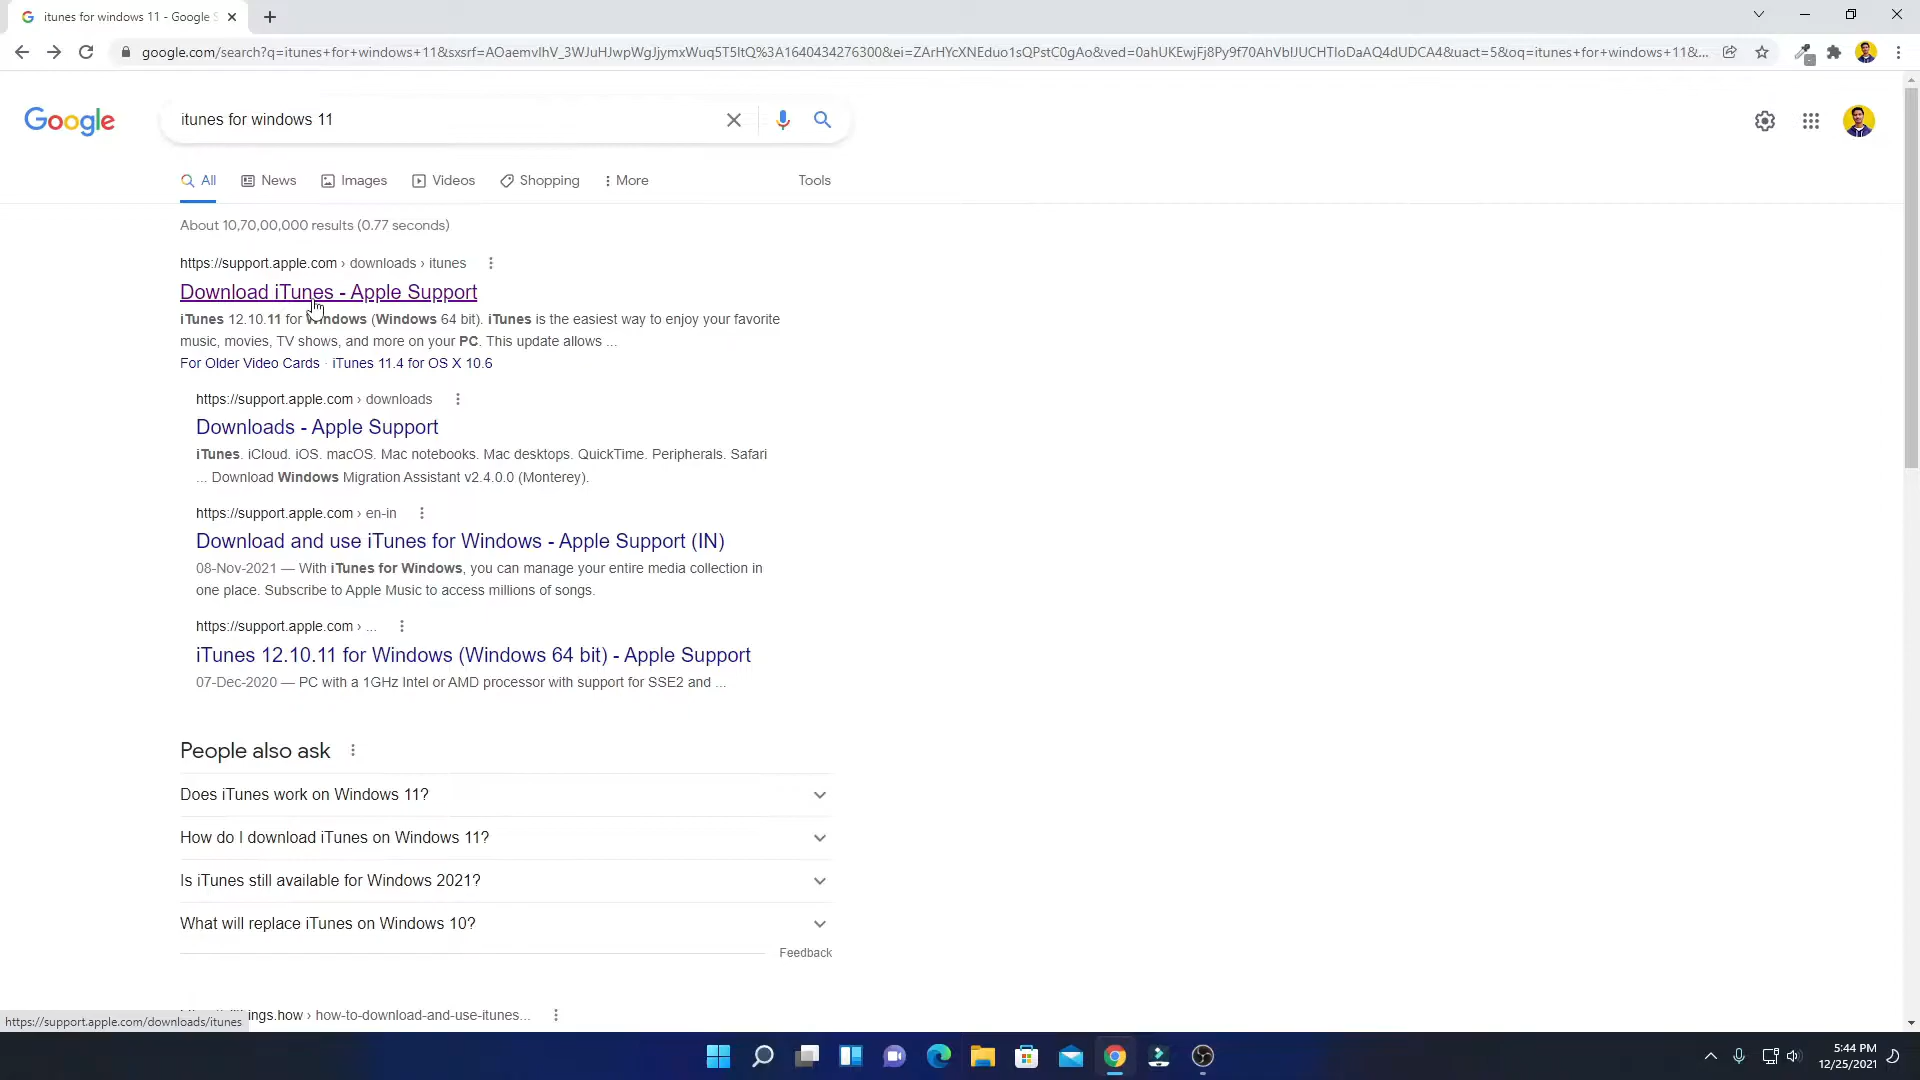 itunes for windows 11 - Google S
google.com/search?q=itunes+for+windows+11&sxsrf=AOaemvIhV_3WJuHJwpWgJjymxWuq5T5ItQ%3A1640434276300&ei=ZArHYcXNEduo1sQPstC0gAo&ved=0ahUKEwjFj8Py9f70AhVbIJUCHTIoDaAQ4dUDCA4&uact=5&oq=itunes+for+windows+11&...
Google
itunes for windows 11
All
News
Images
Videos
Shopping
More
Tools
About 10,70,00,000 results (0.77 seconds)
https://support.apple.com › downloads › itunes
Download iTunes - Apple Support
iTunes 12.10.11 for Windows (Windows 64 bit). iTunes is the easiest way to enjoy your favorite
music, movies, TV shows, and more on your PC. This update allows ...
For Older Video Cards · iTunes 11.4 for OS X 10.6
https://support.apple.com › downloads
Downloads - Apple Support
iTunes. iCloud. iOS. macOS. Mac notebooks. Mac desktops. QuickTime. Peripherals. Safari
... Download Windows Migration Assistant v2.4.0.0 (Monterey).
https://support.apple.com › en-in
Download and use iTunes for Windows - Apple Support (IN)
08-Nov-2021 — With iTunes for Windows, you can manage your entire media collection in
one place. Subscribe to Apple Music to access millions of songs.
https://support.apple.com › ...
iTunes 12.10.11 for Windows (Windows 64 bit) - Apple Support
07-Dec-2020 — PC with a 1GHz Intel or AMD processor with support for SSE2 and ...
People also ask
Does iTunes work on Windows 11?
How do I download iTunes on Windows 11?
Is iTunes still available for Windows 2021?
What will replace iTunes on Windows 10?
Feedback
ings.how › how-to-download-and-use-itunes...
https://support.apple.com/downloads/itunes
5:44 PM
12/25/2021